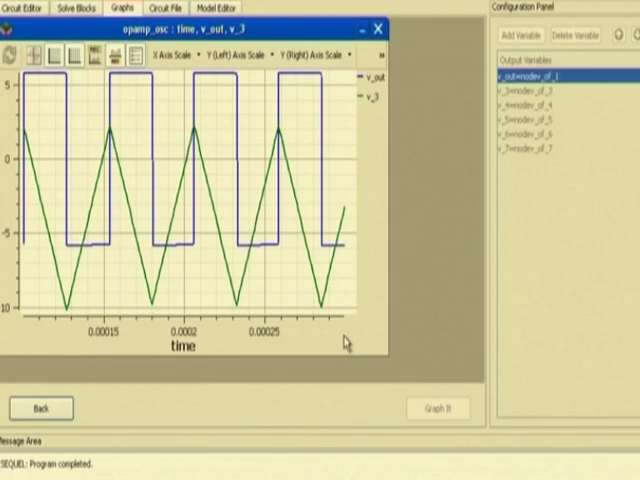 Circuit Editor Solve Blocks Graphs Circuit File Model Editor
Configuration Panel
opamp_osc : time, v_out, v_3
X Axis Scale Y (Left) Axis Scale Y (Right) Axis Scale »
Add Variable Delete Variable
Output Variables
v_out=nodev_of_1
v_3=nodev_of_3
v_4=nodev_of_4
v_5=nodev_of_5
v_6=nodev_of_6
v_7=nodev_of_7
v_out
v_3
5
0
-5
10
0.00015 0.0002 0.00025
time
Back Graph It
Message Area
SEQUEL: Program completed.